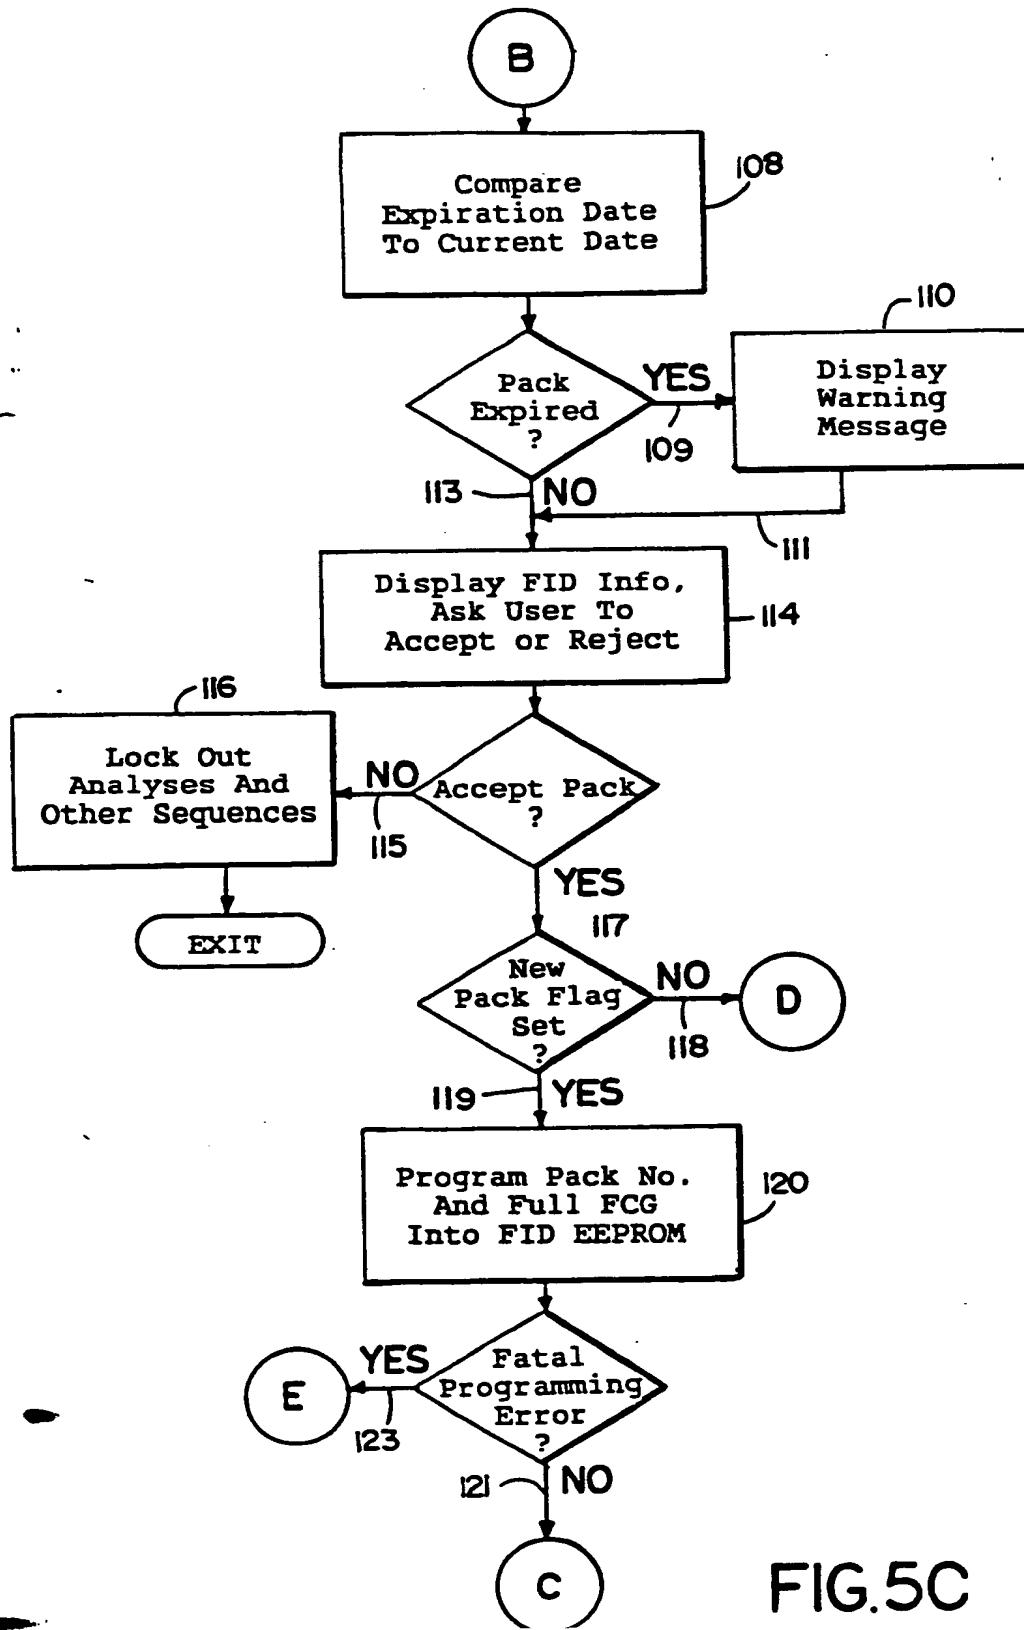 B
Compare
Expiration Date
To Current Date
108
110
Pack
Expired
?
YES
109
Display
Warning
Message
113
NO
111
Display FID Info,
Ask User To
Accept or Reject
114
116
Lock Out
Analyses And
Other Sequences
NO
115
Accept Pack
?
YES
117
EXIT
New
Pack Flag
Set
?
NO
118
D
119
YES
Program Pack No.
And Full FCG
Into FID EEPROM
120
Fatal
Programming
Error
?
YES
123
E
121
NO
C
FIG.5C